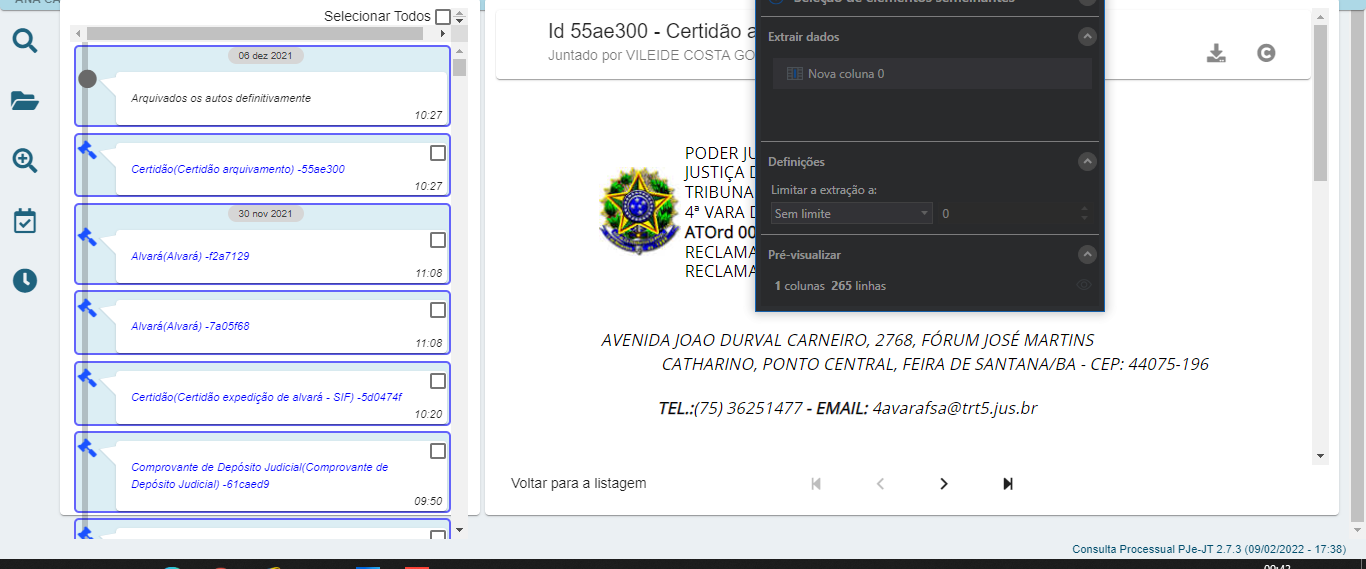 Selecionar Todos
06 dez 2021
Arquivados os autos definitivamente
10:27
Certidão(Certidão arquivamento) -55ae300
10:27
30 nov 2021
Alvará(Alvará) -f2a7129
11:08
Alvará(Alvará) -7a05f68
11:08
Certidão(Certidão expedição de alvará - SIF) -5d0474f
10:20
Comprovante de Depósito Judicial(Comprovante de
Depósito Judicial) -61caed9
09:50
Id 55ae300 - Certidão
Juntado por VILEIDE COSTA
Seleção de elementos semelhantes
Extrair dados
Nova coluna 0
Definições
Limitar a extração a:
Sem limite
0
Pré-visualizar
1 colunas 265 linhas
PODER
JUSTIÇA
4ª VARA
ATOrd
AVENIDA JOAO DURVAL CARNEIRO, 2768, FÓRUM JOSÉ MARTINS
CATHARINO, PONTO CENTRAL, FEIRA DE SANTANA/BA - CEP: 44075-196
TEL.:(75) 36251477 - EMAIL: 4avarafsa@trt5.jus.br
Voltar para a listagem
Consulta Processual PJe-JT 2.7.3 (09/02/2022 - 17:38)